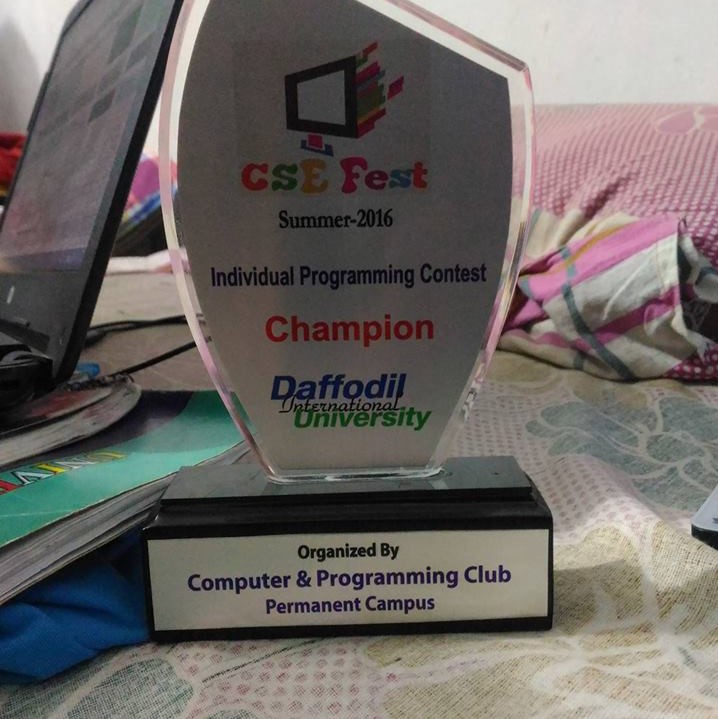 CSE Fest
Summer-2016
Individual Programming Contest
Champion
Daffodil
International
University
Organized By
Computer & Programming Club
Permanent Campus